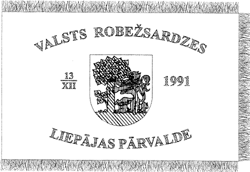 VALSTS ROBEŽSARDZES
13
XII
1991
LIEPĀJAS PĀRVALDE